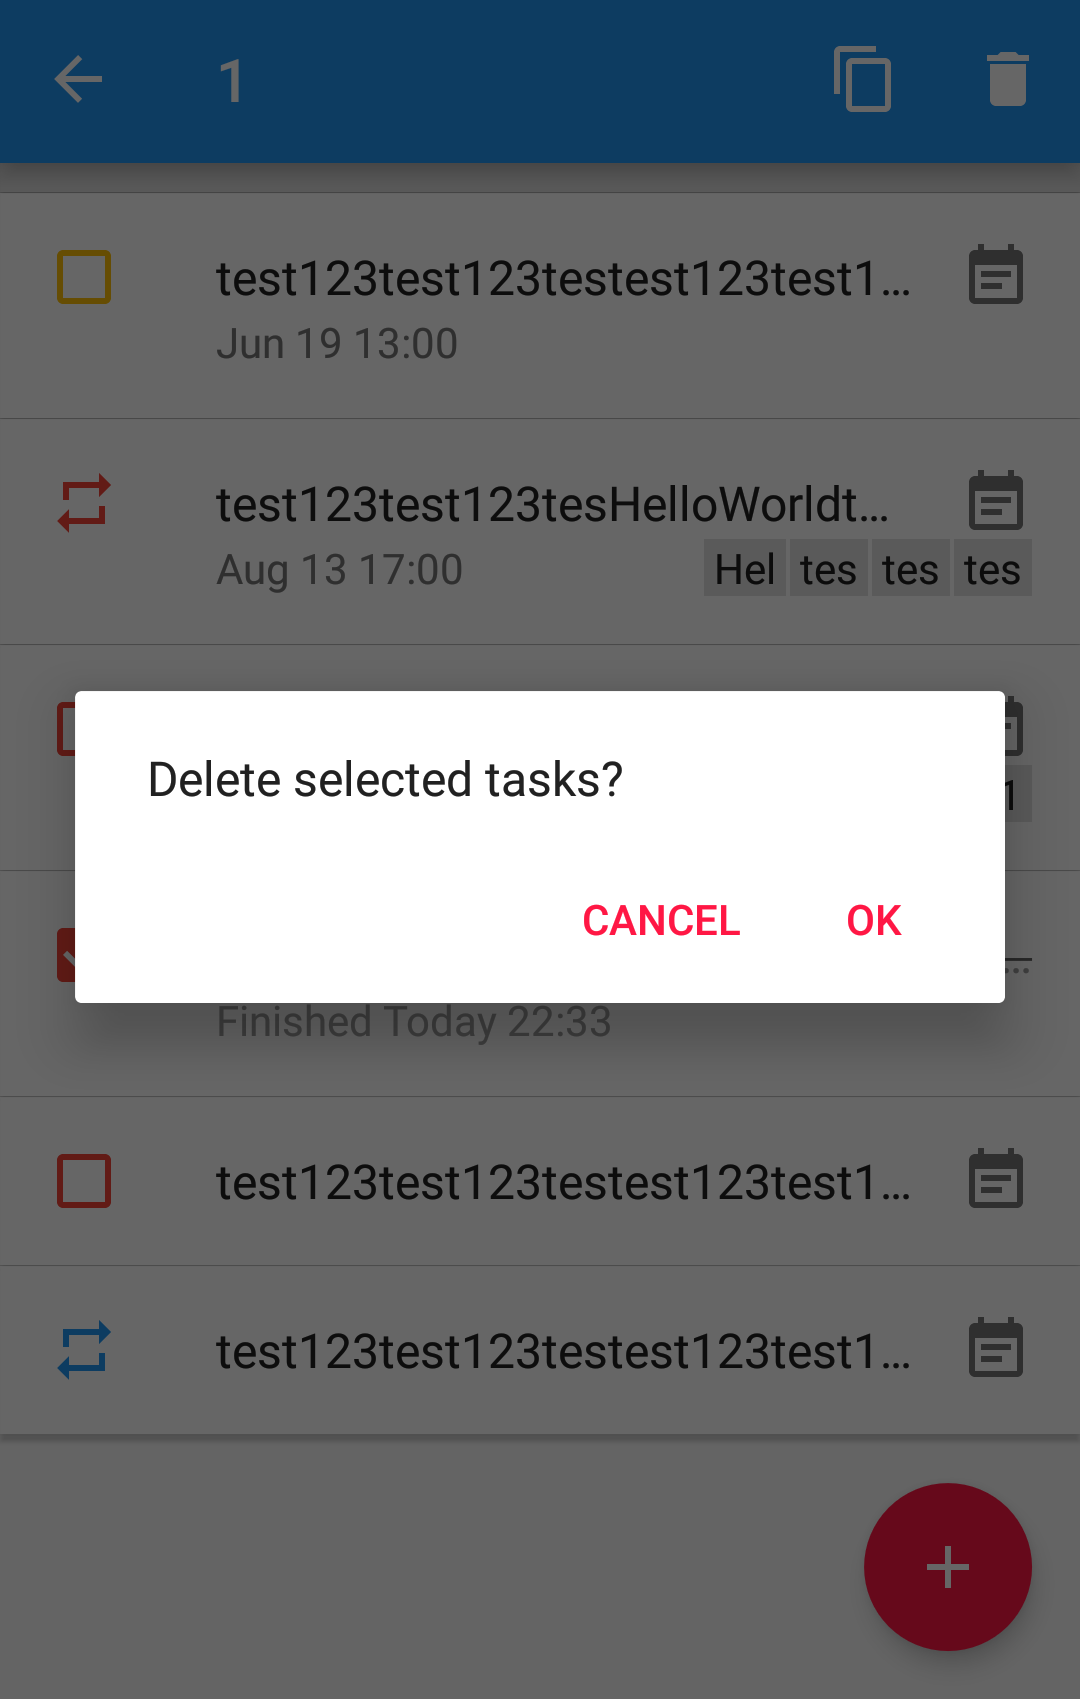 1
test123test123testest123test1...
Jun 19 13:00
test123test123tesHelloWorldt...
Aug 13 17:00
Hel tes tes tes
1
Delete selected tasks?
CANCEL OK
Finished Today 22:33
test123test123testest123test1...
test123test123testest123test1...